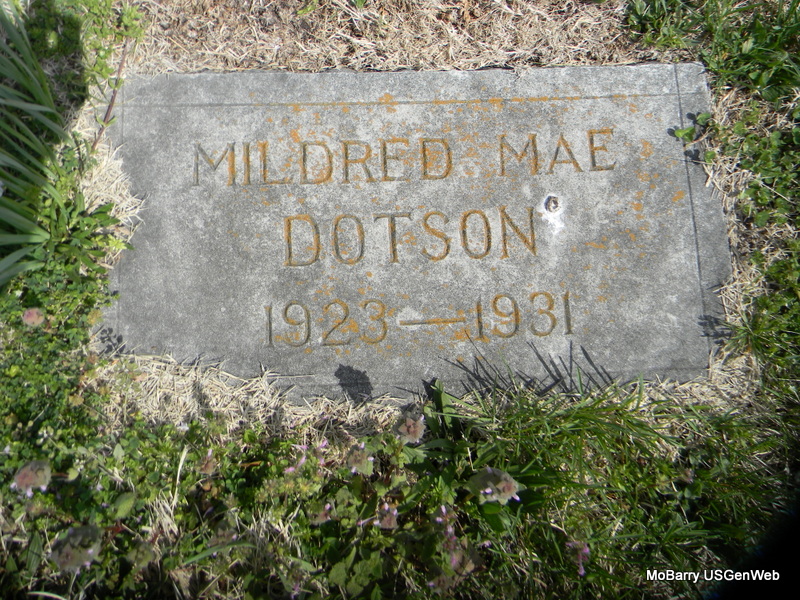 MILDRED MAE
DOTSON
1923—1931
MoBarry USGenWeb